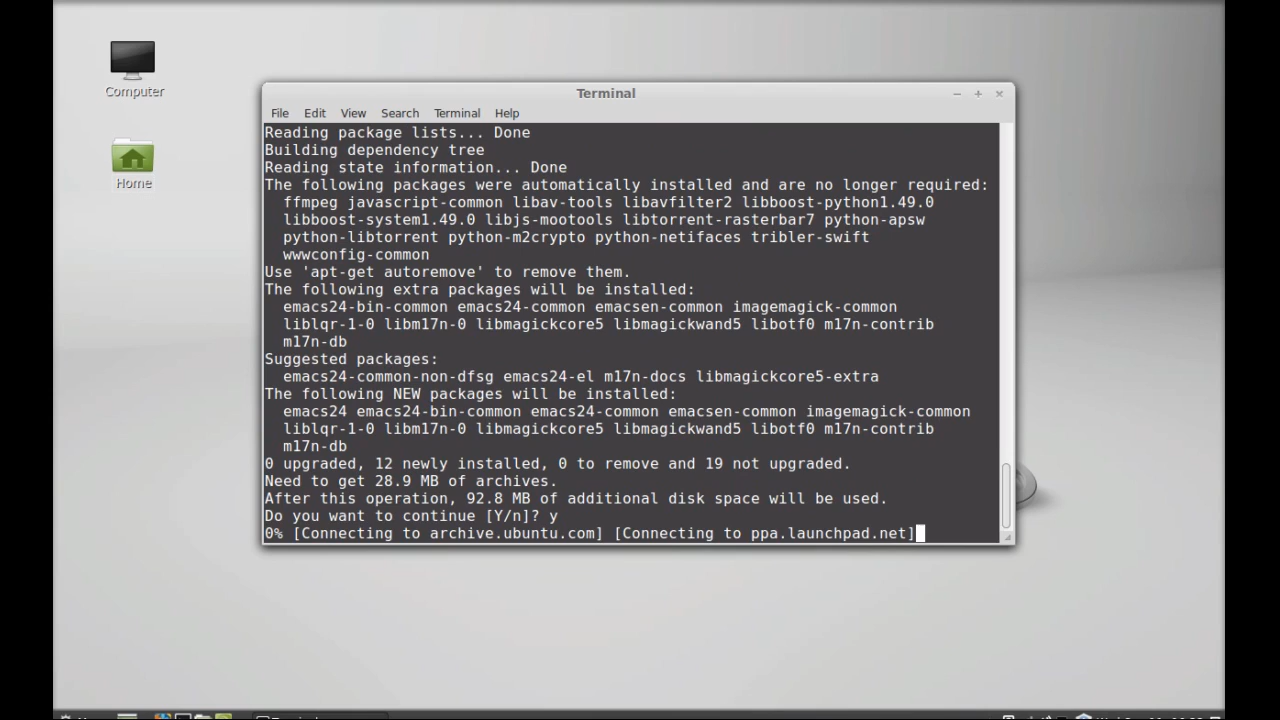 Computer
Home
Terminal
File Edit View Search Terminal Help
Reading package lists... Done
Building dependency tree
Reading state information... Done
The following packages were automatically installed and are no longer required:
ffmpeg javascript-common libav-tools libavfilter2 libboost-python1.49.0
libboost-system1.49.0 libjs-mootools libtorrent-rasterbar7 python-apsw
python-libtorrent python-m2crypto python-netifaces tribler-swift
wwwconfig-common
Use 'apt-get autoremove' to remove them.
The following extra packages will be installed:
emacs24-bin-common emacs24-common emacsen-common imagemagick-common
liblqr-1-0 libm17n-0 libmagickcore5 libmagickwand5 libotf0 m17n-contrib
m17n-db
Suggested packages:
emacs24-common-non-dfsg emacs24-el m17n-docs libmagickcore5-extra
The following NEW packages will be installed:
emacs24 emacs24-bin-common emacs24-common emacsen-common imagemagick-common
liblqr-1-0 libm17n-0 libmagickcore5 libmagickwand5 libotf0 m17n-contrib
m17n-db
0 upgraded, 12 newly installed, 0 to remove and 19 not upgraded.
Need to get 28.9 MB of archives.
After this operation, 92.8 MB of additional disk space will be used.
Do you want to continue [Y/n]? y
0% [Connecting to archive.ubuntu.com] [Connecting to ppa.launchpad.net]